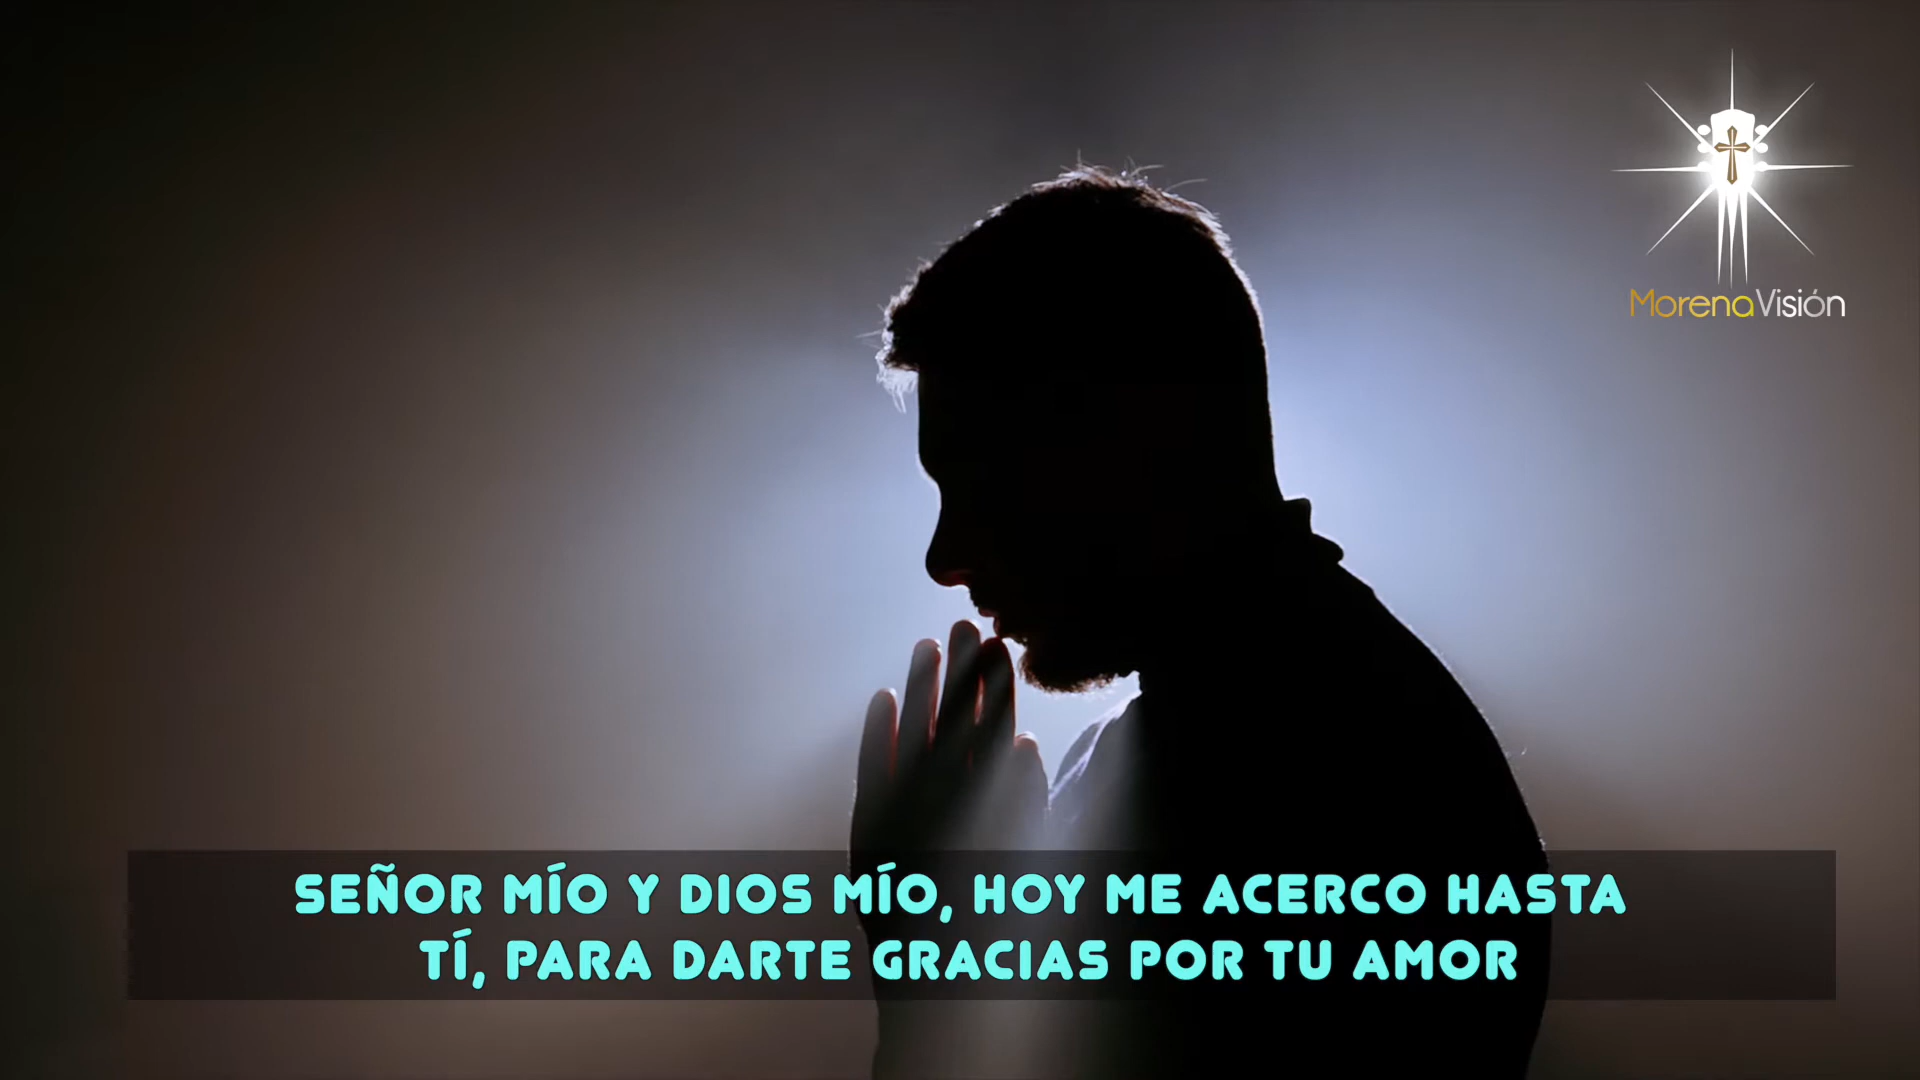 MorenaVisión
SEÑOR MÍO Y DIOS MÍO, HOY ME ACERCO HASTA
TÍ, PARA DARTE GRACIAS POR TU AMOR